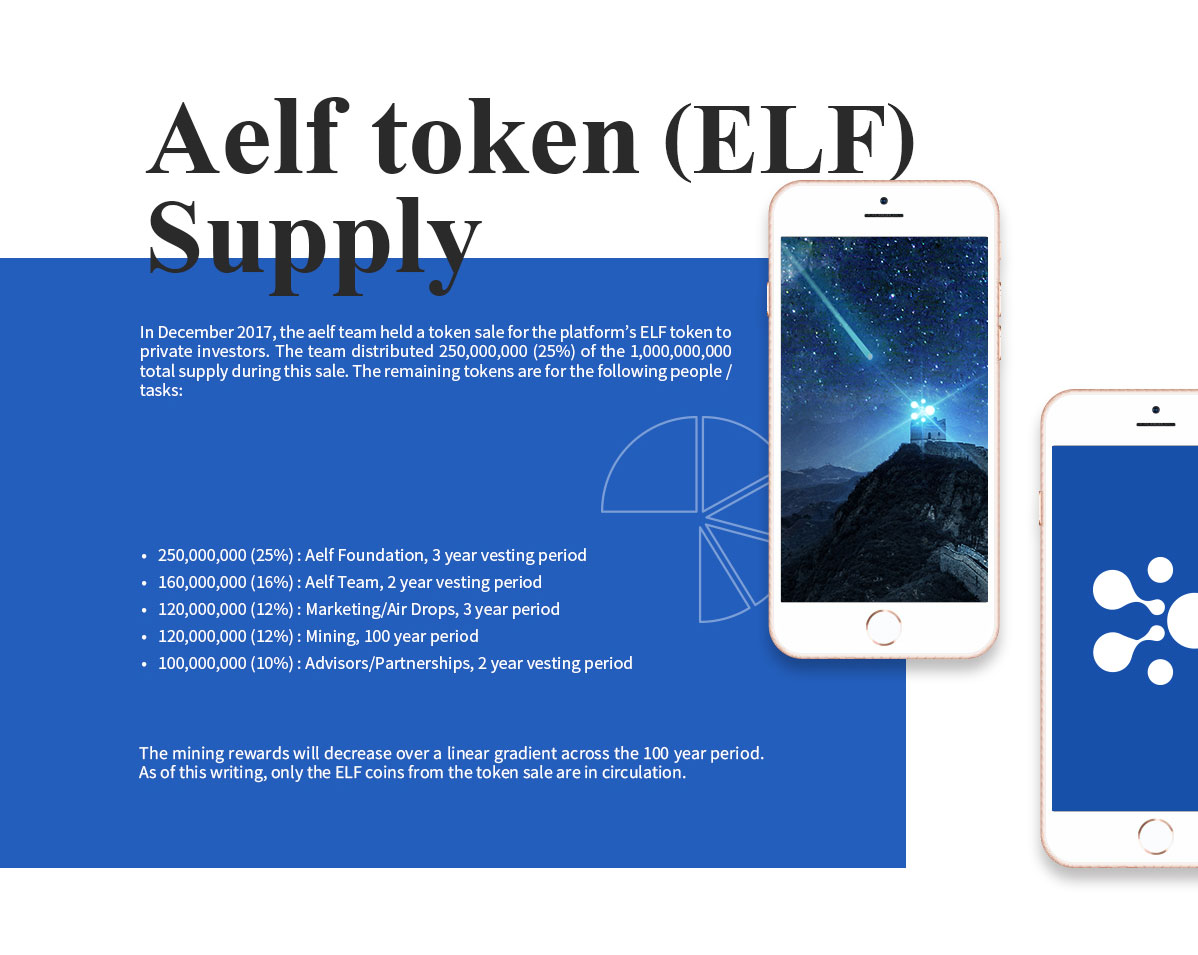 Aelf token (ELF)
Supply
In December 2017, the aelf team held a token sale for the platform’s ELF token to
private investors. The team distributed 250,000,000 (25%) of the 1,000,000,000
total supply during this sale. The remaining tokens are for the following people /
tasks:
• 250,000,000 (25%) : Aelf Foundation, 3 year vesting period
• 160,000,000 (16%) : Aelf Team, 2 year vesting period
• 120,000,000 (12%) : Marketing/Air Drops, 3 year period
• 120,000,000 (12%) : Mining, 100 year period
• 100,000,000 (10%) : Advisors/Partnerships, 2 year vesting period
The mining rewards will decrease over a linear gradient across the 100 year period.
As of this writing, only the ELF coins from the token sale are in circulation.